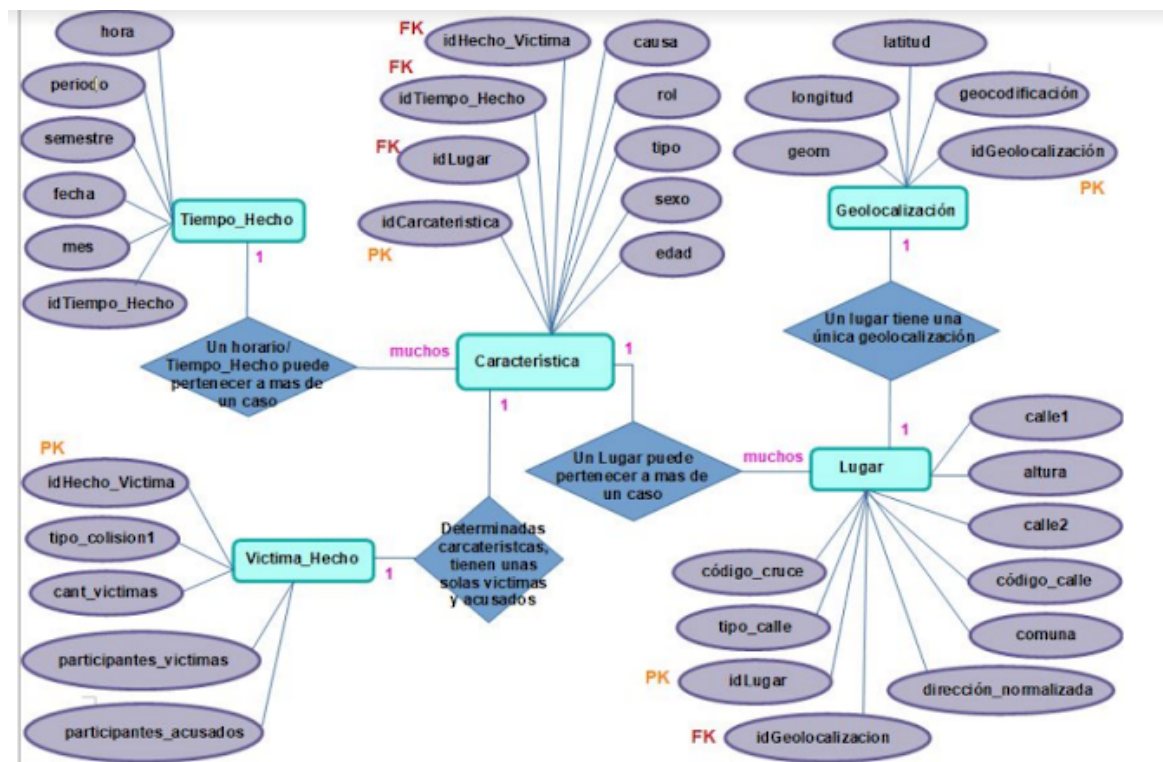 hora
periodo
semestre
fecha
mes
idTiempo_Hecho
Tiempo_Hecho
1
Un horario/
Tiempo_Hecho puede
pertenecer a mas de
un caso
muchos
FK
idHecho_Victima
FK
idTiempo_Hecho
FK
idLugar
idCarcateristica
PK
causa
rol
tipo
sexo
edad
Característica
1
1
latitud
longitud
geocodificación
geom
idGeolocalización
PK
Geolocalización
1
Un lugar tiene una
única geolocalización
1
Un Lugar puede
pertenecer a mas de
un caso
muchos
Lugar
calle1
altura
calle2
código_calle
comuna
dirección_normalizada
código_cruce
tipo_calle
PK
idLugar
FK
idGeolocalizacion
PK
idHecho_Victima
tipo_colision1
cant_victimas
participantes_victimas
participantes_acusados
Victima_Hecho
1
Determinadas
carcateristcas,
tienen unas
solas victimas
y acusados